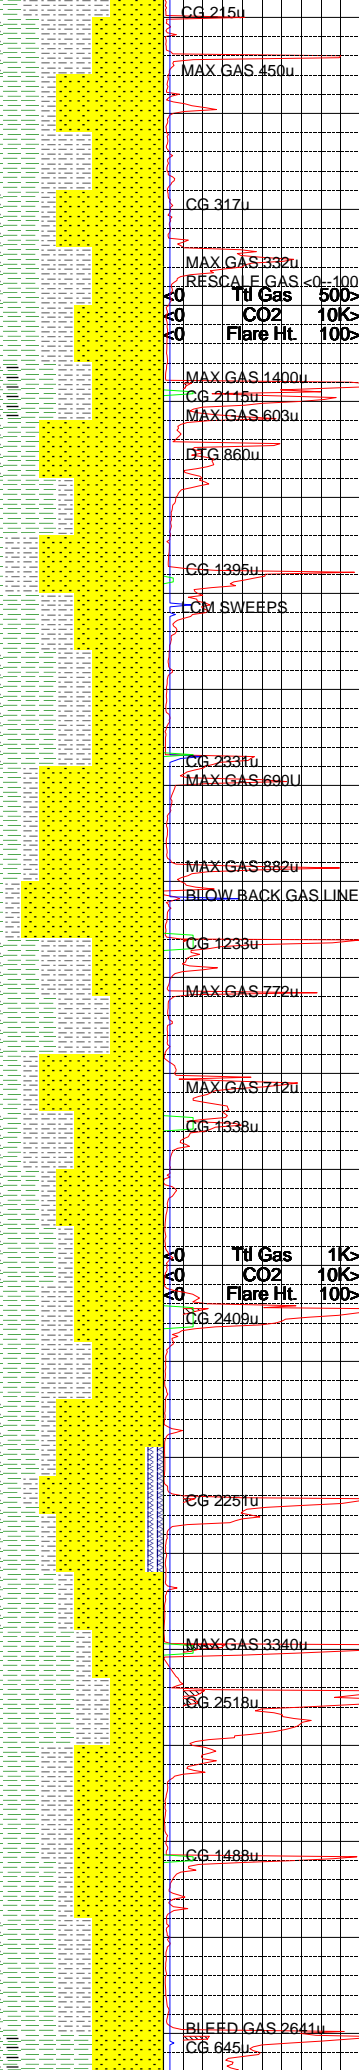 CG 215u
MAX GAS 450u
CG 317u
MAX GAS 332u
RESCALE GAS <0--100
<0 Ttl Gas 500>
<0 CO2 10K>
<0 Flare Ht. 100>
MAX GAS 1400u
CG 2115u
MAX GAS 603u
DTG 860u
CG 1395u
LCM SWEEPS
CG 2331u
MAX GAS 690U
MAX GAS 882u
BLOW BACK GAS LINE
CG 1233u
MAX GAS 772u
MAX GAS 712u
CG 1338u
<0 Ttl Gas 1K>
<0 CO2 10K>
<0 Flare Ht. 100>
CG 2409u
CG 2251u
MAX GAS 3340u
CG 2518u
CG 1488u
BLEED GAS 2641u
CG 645u